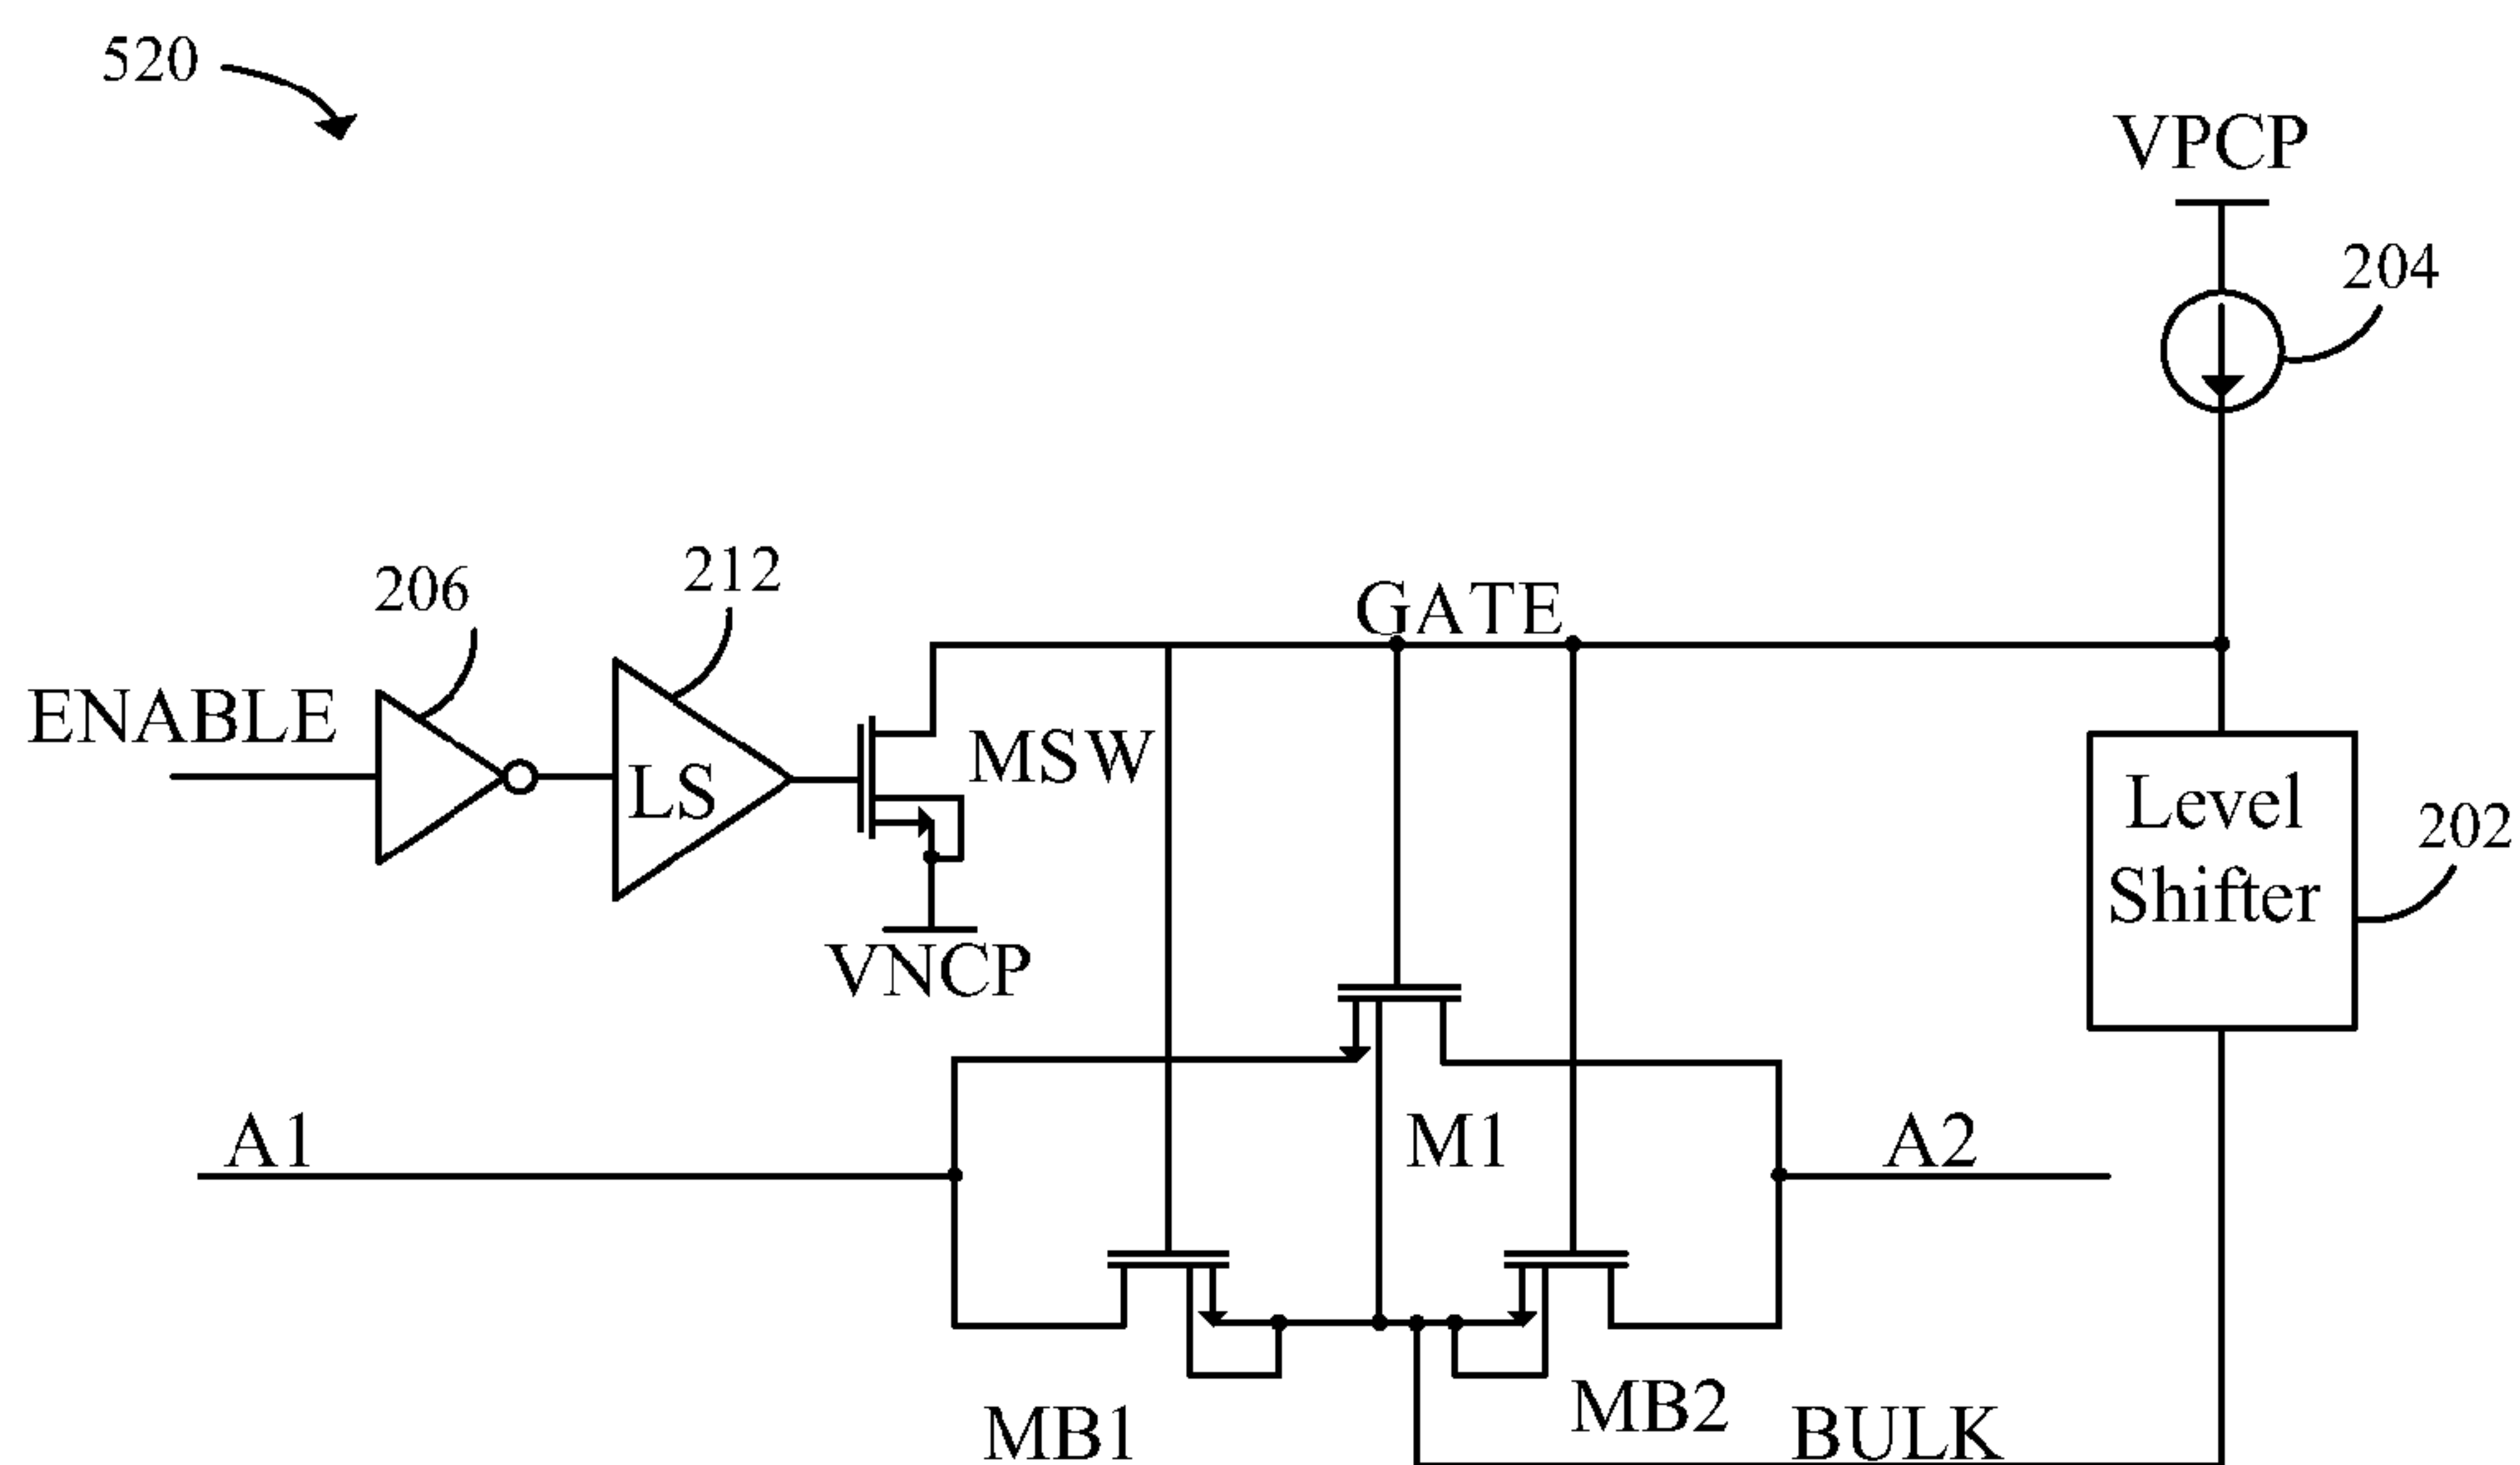 520
VPCP
204
212
206
GATE
ENABLE
LS
MSW
Level
Shifter
202
VNCP
A1
M1
A2
MB1
MB2
BULK